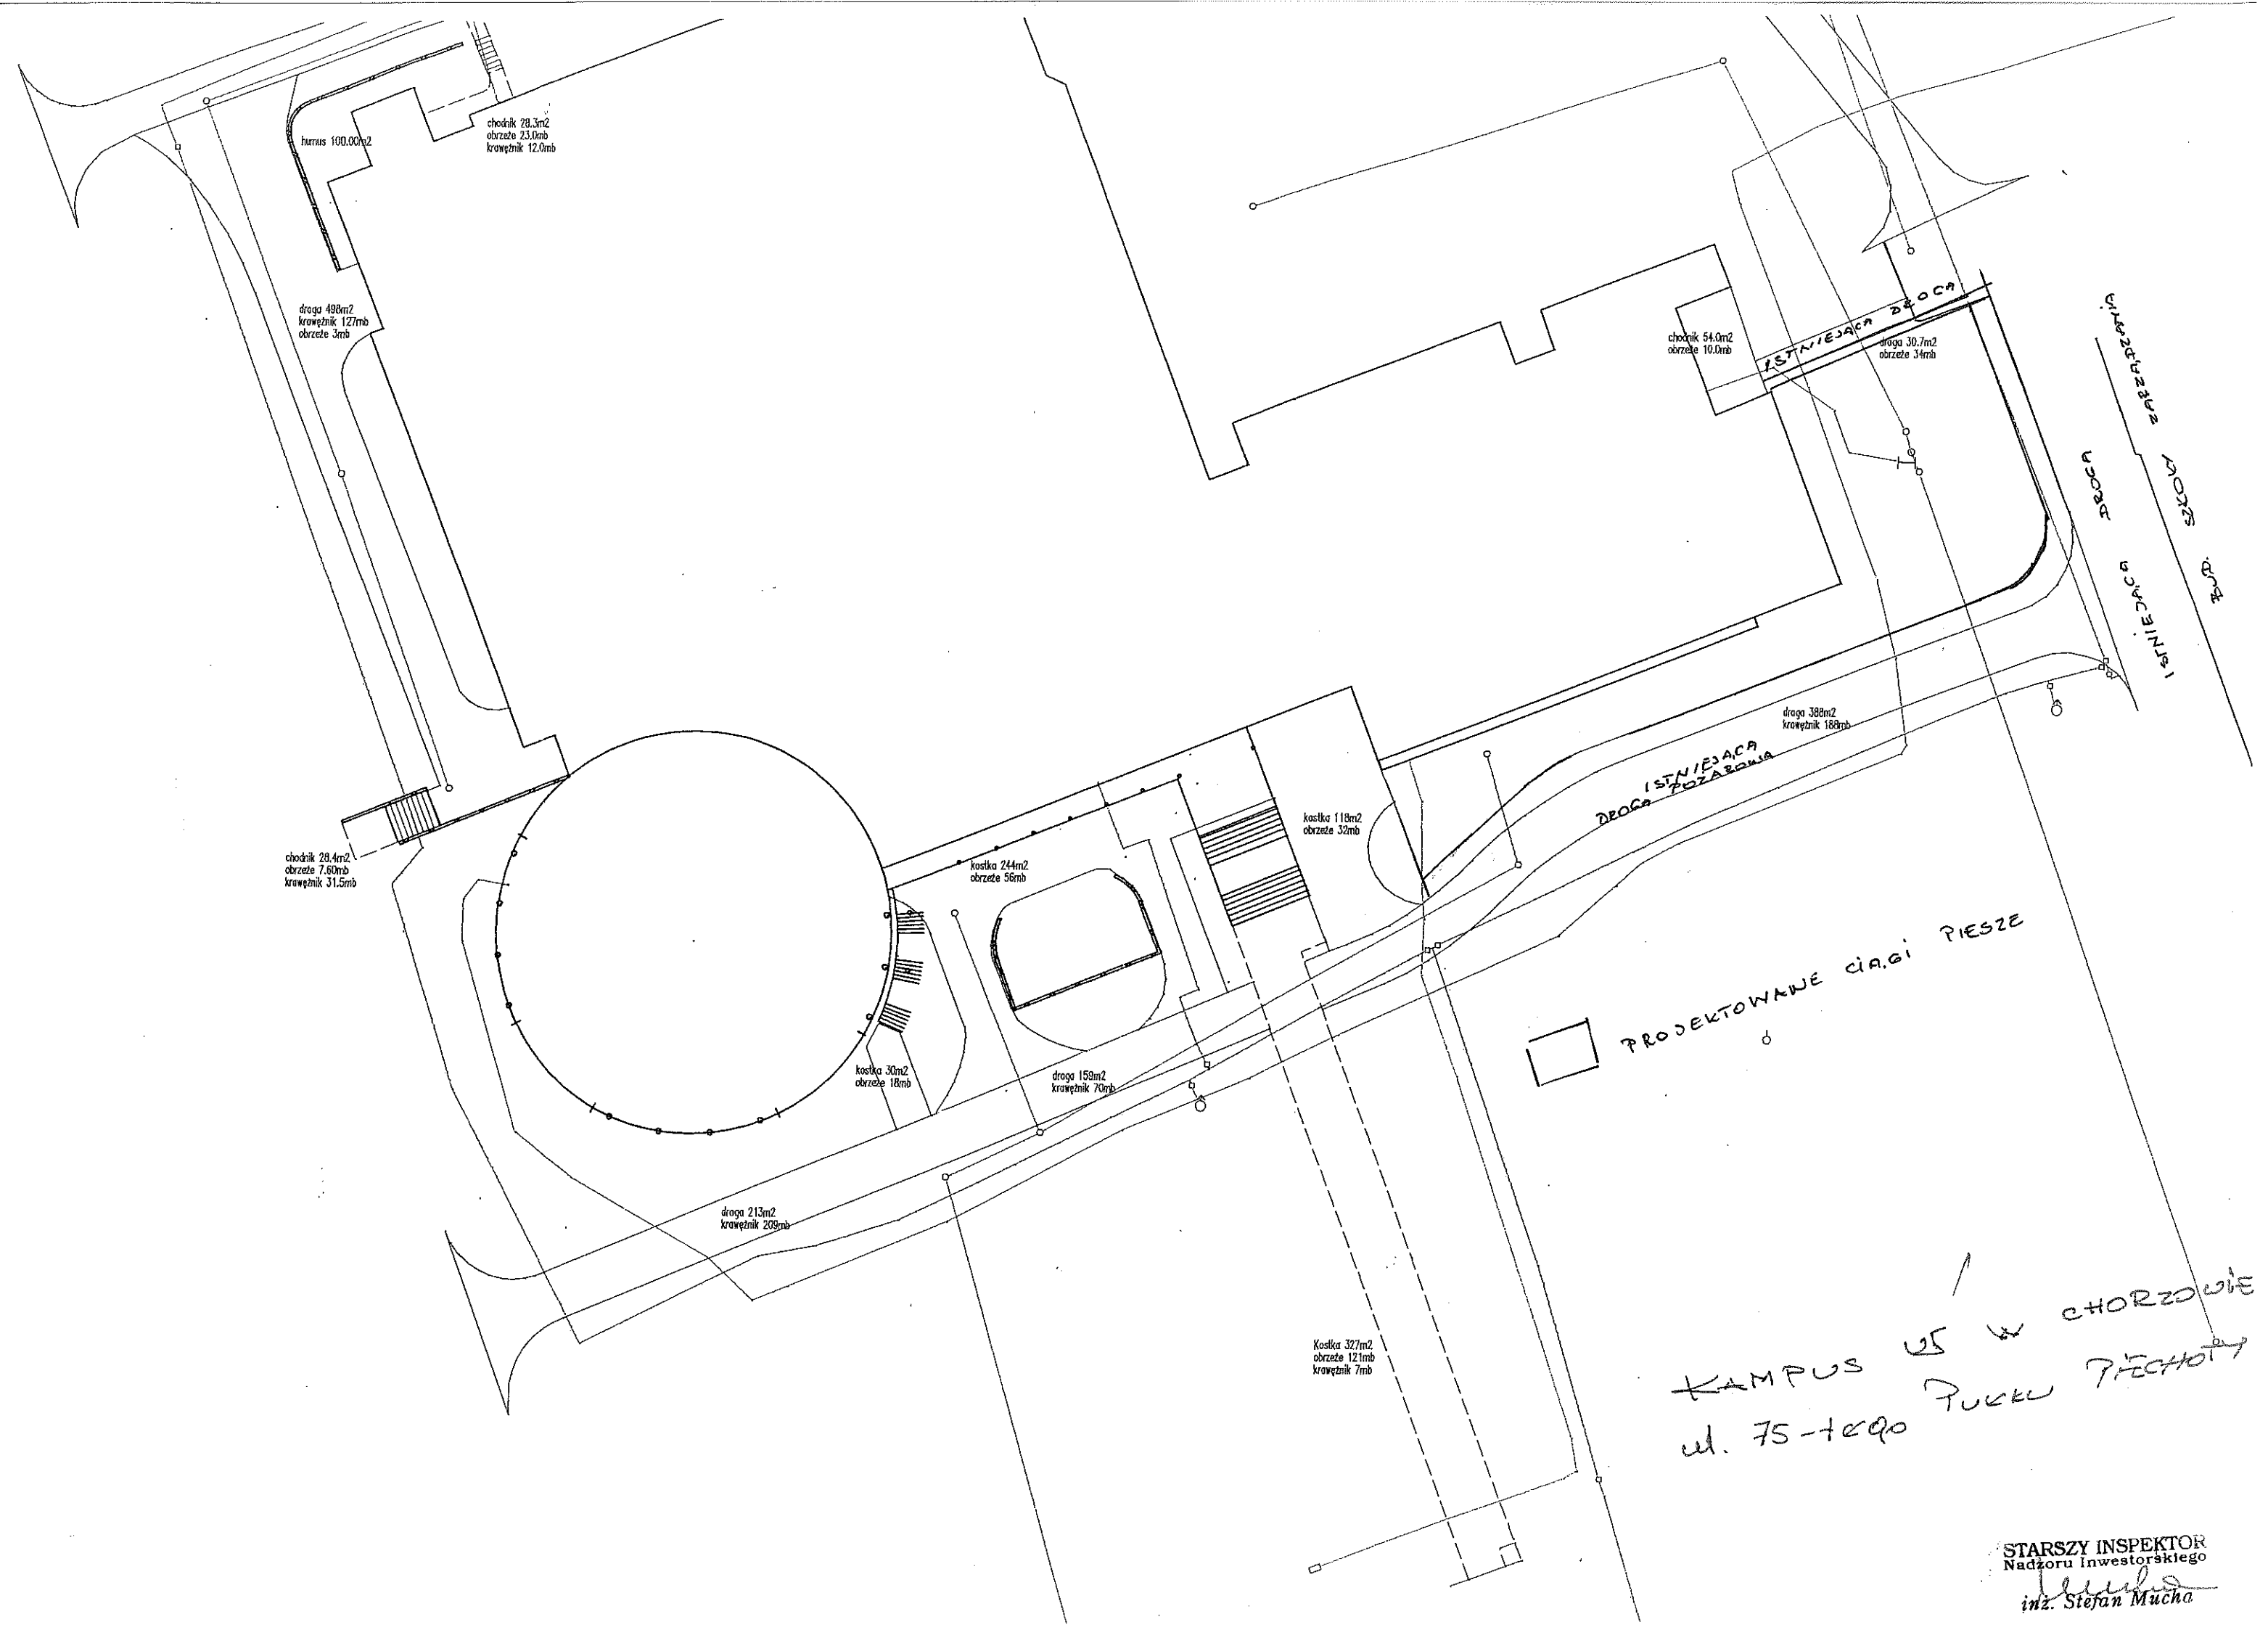 humus 100.00m2
chodnik 28.3m2
obrzeże 23.0mb
krawężnik 12.0mb
droga 498m2
krawężnik 127mb
obrzeże 3mb
chodnik 54.0m2
obrzeże 10.0mb
ISTNIEJĄCA DROGA
droga 30.7m2
obrzeże 34mb
ISTNIEJĄCA DROGA
BUD. SZKOŁY ZARZĄDZANIA
droga 388m2
krawężnik 188mb
ISTNIEJĄCA
DROGA POŻAROWA
kostka 118m2
obrzeże 32mb
chodnik 28.4m2
obrzeże 7.60mb
krawężnik 31.5mb
kostka 244m2
obrzeże 56mb
kostka 30m2
obrzeże 18mb
droga 159m2
krawężnik 70mb
PROJEKTOWANE CIĄGI PIESZE
droga 213m2
krawężnik 209mb
Kostka 327m2
obrzeże 121mb
krawężnik 7mb
KAMPUS UŚ W CHORZOWIE
ul. 75-tego PUŁKU PIECHOTY
STARSZY INSPEKTOR
Nadzoru Inwestorskiego
inż. Stefan Mucha